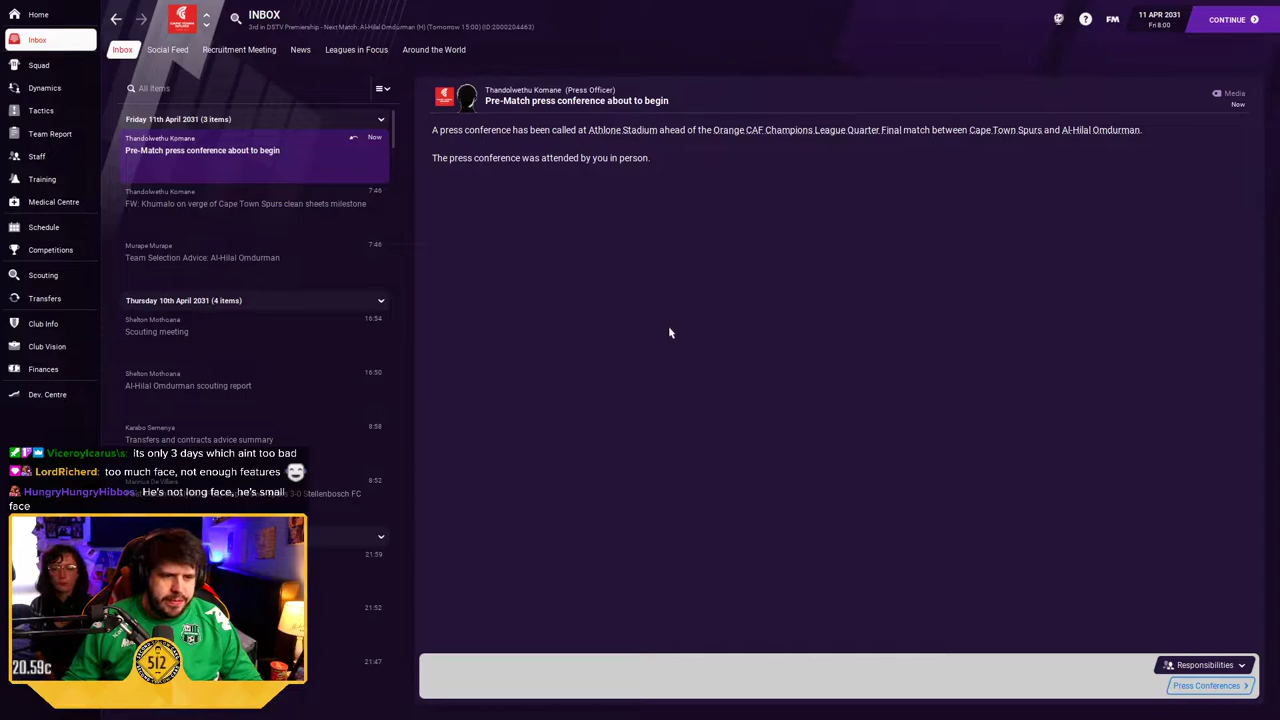 Home
Inbox
Squad
Dynamics
Tactics
Team Report
Staff
Training
Medical Centre
Schedule
Competitions
Scouting
Transfers
Club Info
Club Vision
Finances
Dev. Centre
INBOX
3rd in DSTV Premiership - Next Match: Al-Hilal Omdurman (H) (Tomorrow 15:00) (ID:2000204463)
FM
11 APR 2031
Fri 8:00
CONTINUE
Inbox
Social Feed
Recruitment Meeting
News
Leagues in Focus
Around the World
All Items
Friday 11th April 2031 (3 items)
Thandolwethu Komane
Now
Pre-Match press conference about to begin
Thandolwethu Komane
7:46
FW: Khumalo on verge of Cape Town Spurs clean sheets milestone
Murape Murape
7:46
Team Selection Advice: Al-Hilal Omdurman
Thursday 10th April 2031 (4 items)
Shelton Mothoana
16:54
Scouting meeting
Shelton Mothoana
16:50
Al-Hilal Omdurman scouting report
Karabo Semenya
8:58
Transfers and contracts advice summary
8:52
3-0 Stellenbosch FC
21:59
21:52
21:47
Thandolwethu Komane (Press Officer)
Pre-Match press conference about to begin
Media
Now
A press conference has been called at Athlone Stadium ahead of the Orange CAF Champions League Quarter Final match between Cape Town Spurs and Al-Hilal Omdurman.
The press conference was attended by you in person.
Responsibilities
Press Conferences
ViceroyIcarus\s: its only 3 days which aint too bad
LordRicherd: too much face, not enough features
HungryHungryHibbos: He's not long face, he's small
face
20.59c
512